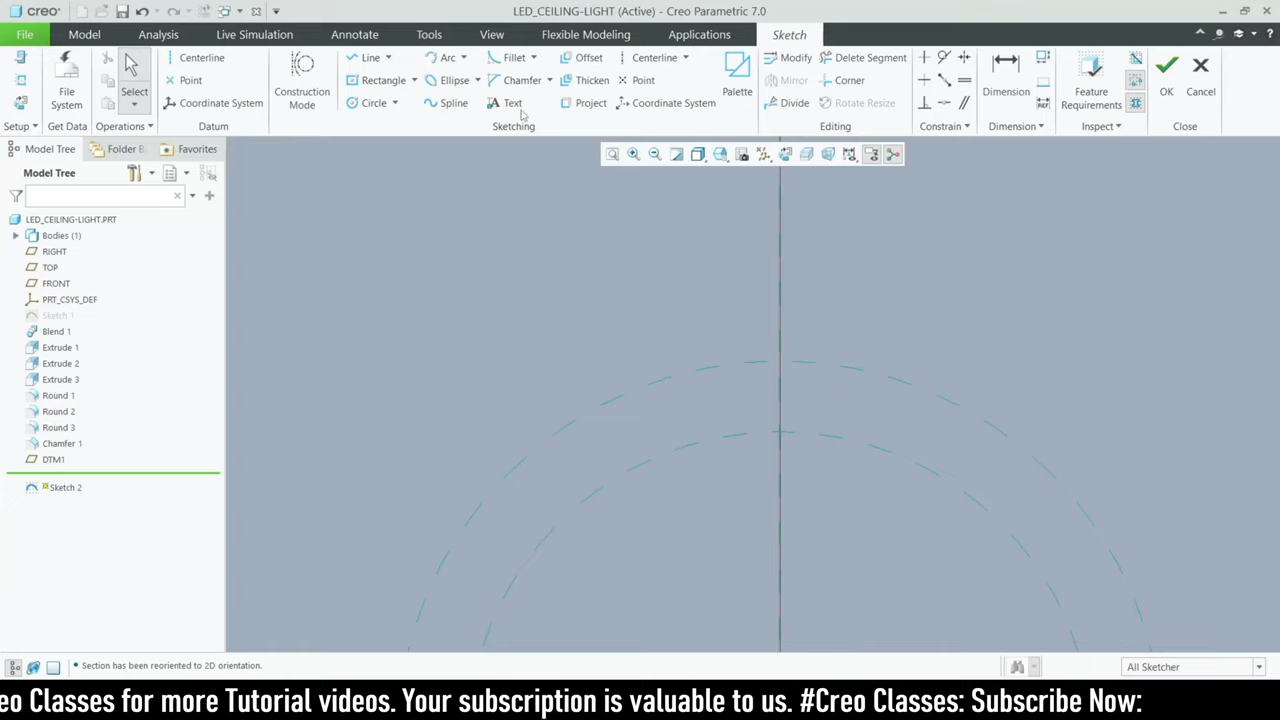 creo
LED_CEILING-LIGHT (Active) - Creo Parametric 7.0
File Model Analysis Live Simulation Annotate Tools View Flexible Modeling Applications Sketch
File System
Select
Centerline
Point
Coordinate System
Construction Mode
Line Arc Fillet Offset Centerline
Rectangle Ellipse Chamfer Thicken Point
Circle Spline Text Project Coordinate System
Palette
Modify Delete Segment
Mirror Corner
Divide Rotate Resize
Dimension
Feature Requirements
OK Cancel
Setup Get Data Operations Datum Sketching Editing Constrain Dimension Inspect Close
Model Tree Folder B Favorites
Model Tree
LED_CEILING-LIGHT.PRT
Bodies (1)
RIGHT
TOP
FRONT
PRT_CSYS_DEF
Sketch 1
Blend 1
Extrude 1
Extrude 2
Extrude 3
Round 1
Round 2
Round 3
Chamfer 1
DTM1
Sketch 2
• Section has been reoriented to 2D orientation.
All Sketcher
eo Classes for more Tutorial videos. Your subscription is valuable to us. #Creo Classes: Subscribe Now: